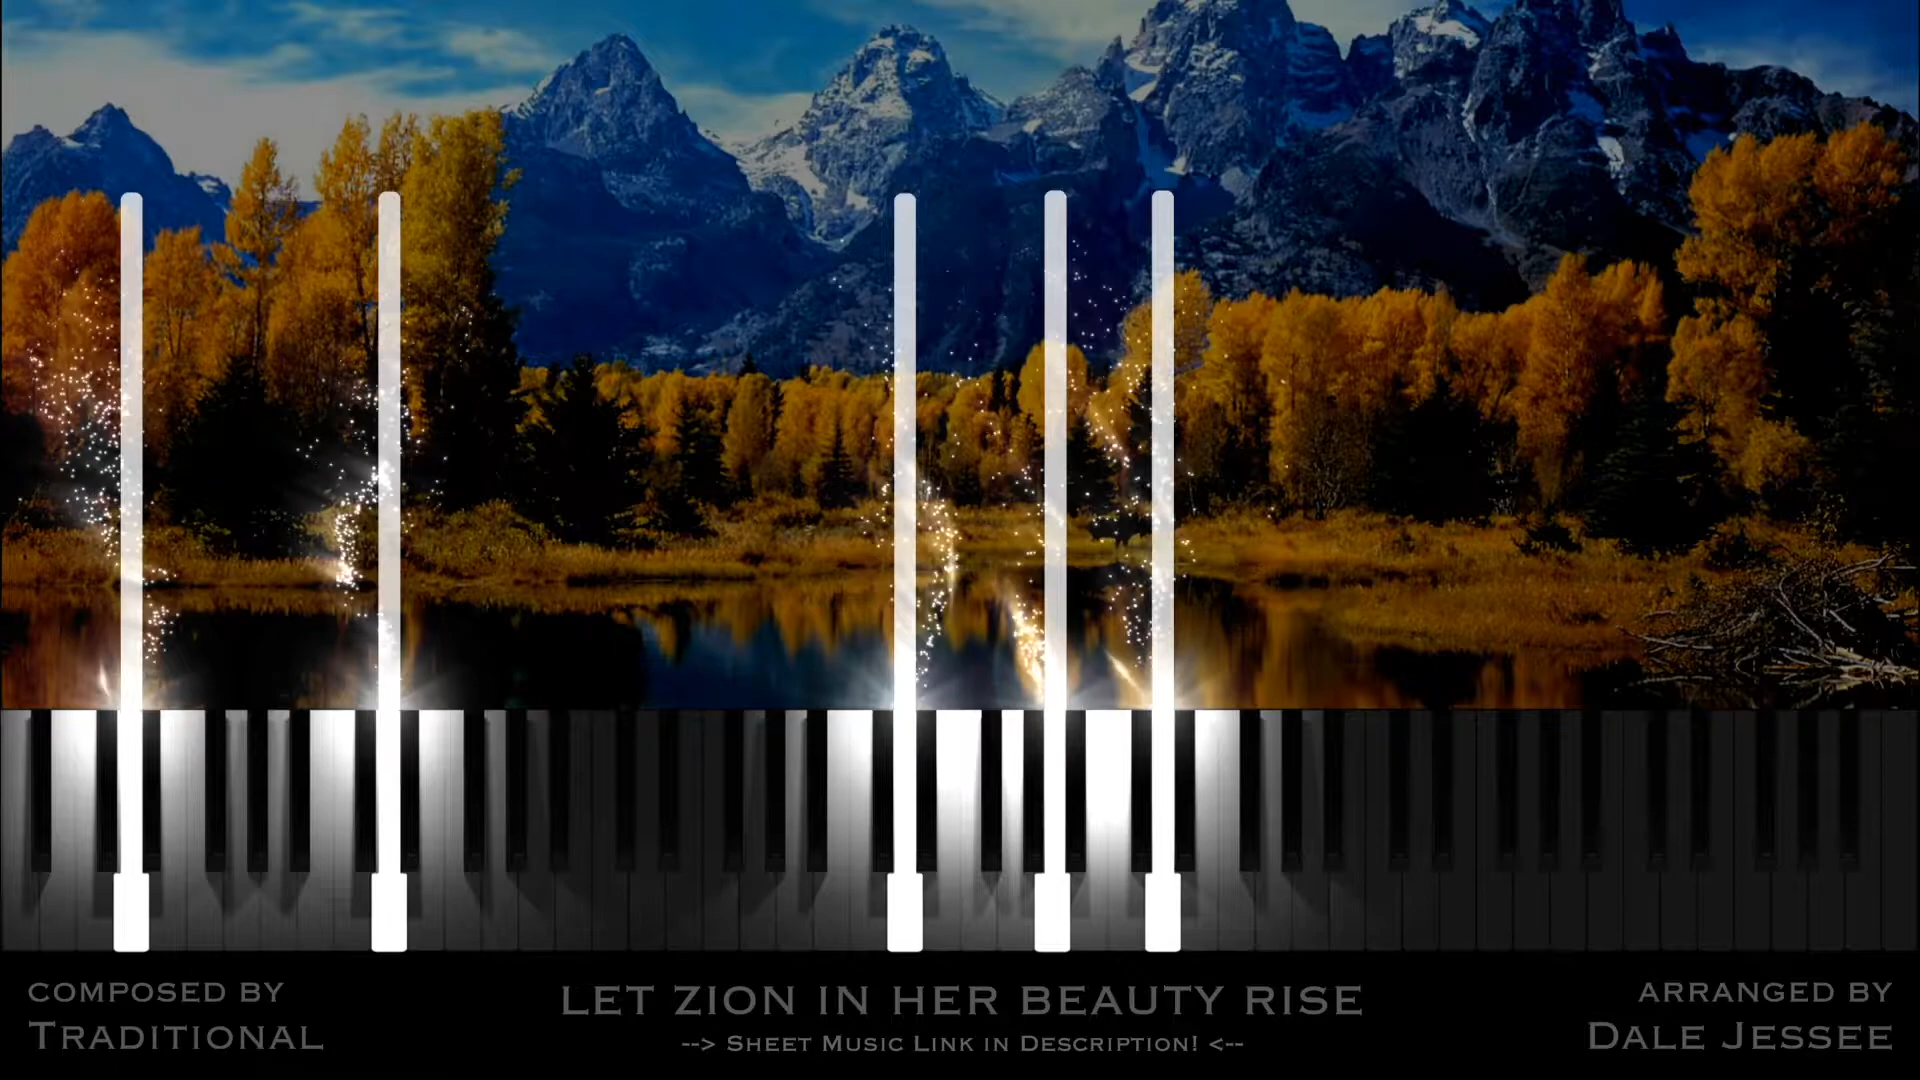 COMPOSED BY
TRADITIONAL
LET ZION IN HER BEAUTY RISE
--> SHEET MUSIC LINK IN DESCRIPTION! <--
ARRANGED BY
DALE JESSEE